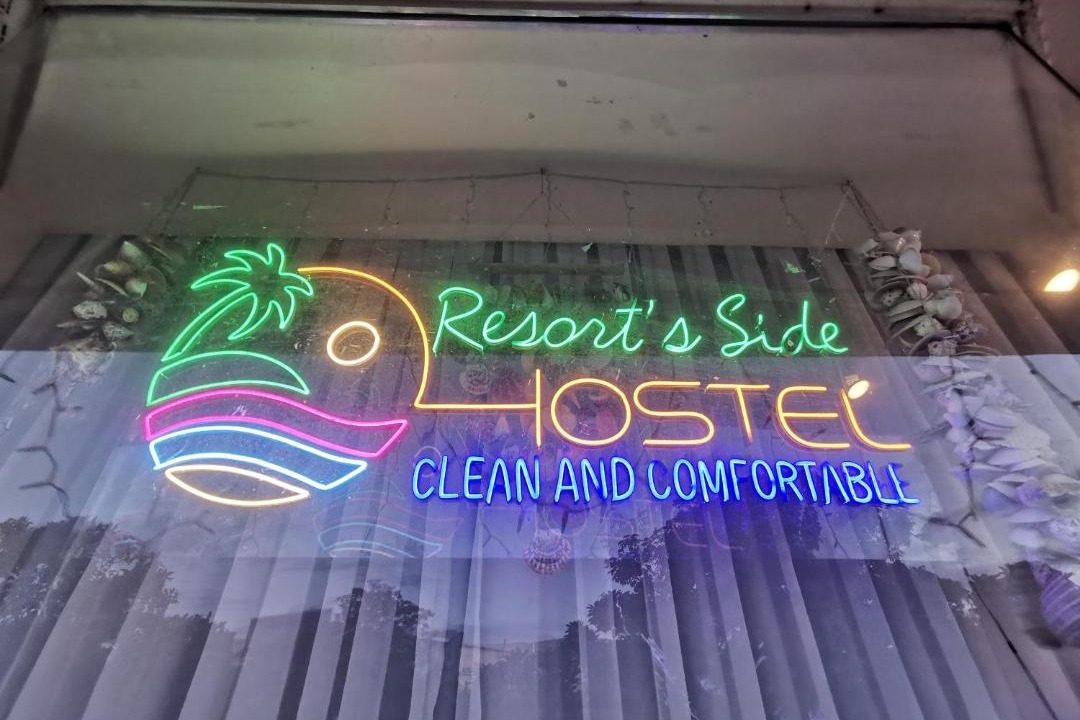 Resort's Side
HOSTEL
CLEAN AND COMFORTABLE